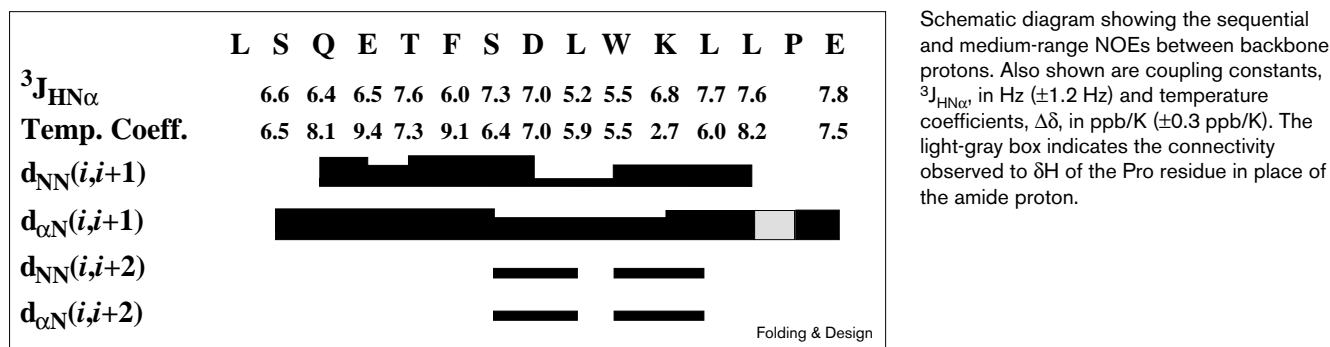 L S Q E T F S D L W K L L P E
³J_HNα 6.6 6.4 6.5 7.6 6.0 7.3 7.0 5.2 5.5 6.8 7.7 7.6 7.8
Temp. Coeff. 6.5 8.1 9.4 7.3 9.1 6.4 7.0 5.9 5.5 2.7 6.0 8.2 7.5
d_NN(i,i+1)
d_αN(i,i+1)
d_NN(i,i+2)
d_αN(i,i+2)
Folding & Design
Schematic diagram showing the sequential
and medium-range NOEs between backbone
protons. Also shown are coupling constants,
³J_HNα, in Hz (±1.2 Hz) and temperature
coefficients, Δδ, in ppb/K (±0.3 ppb/K). The
light-gray box indicates the connectivity
observed to δH of the Pro residue in place of
the amide proton.